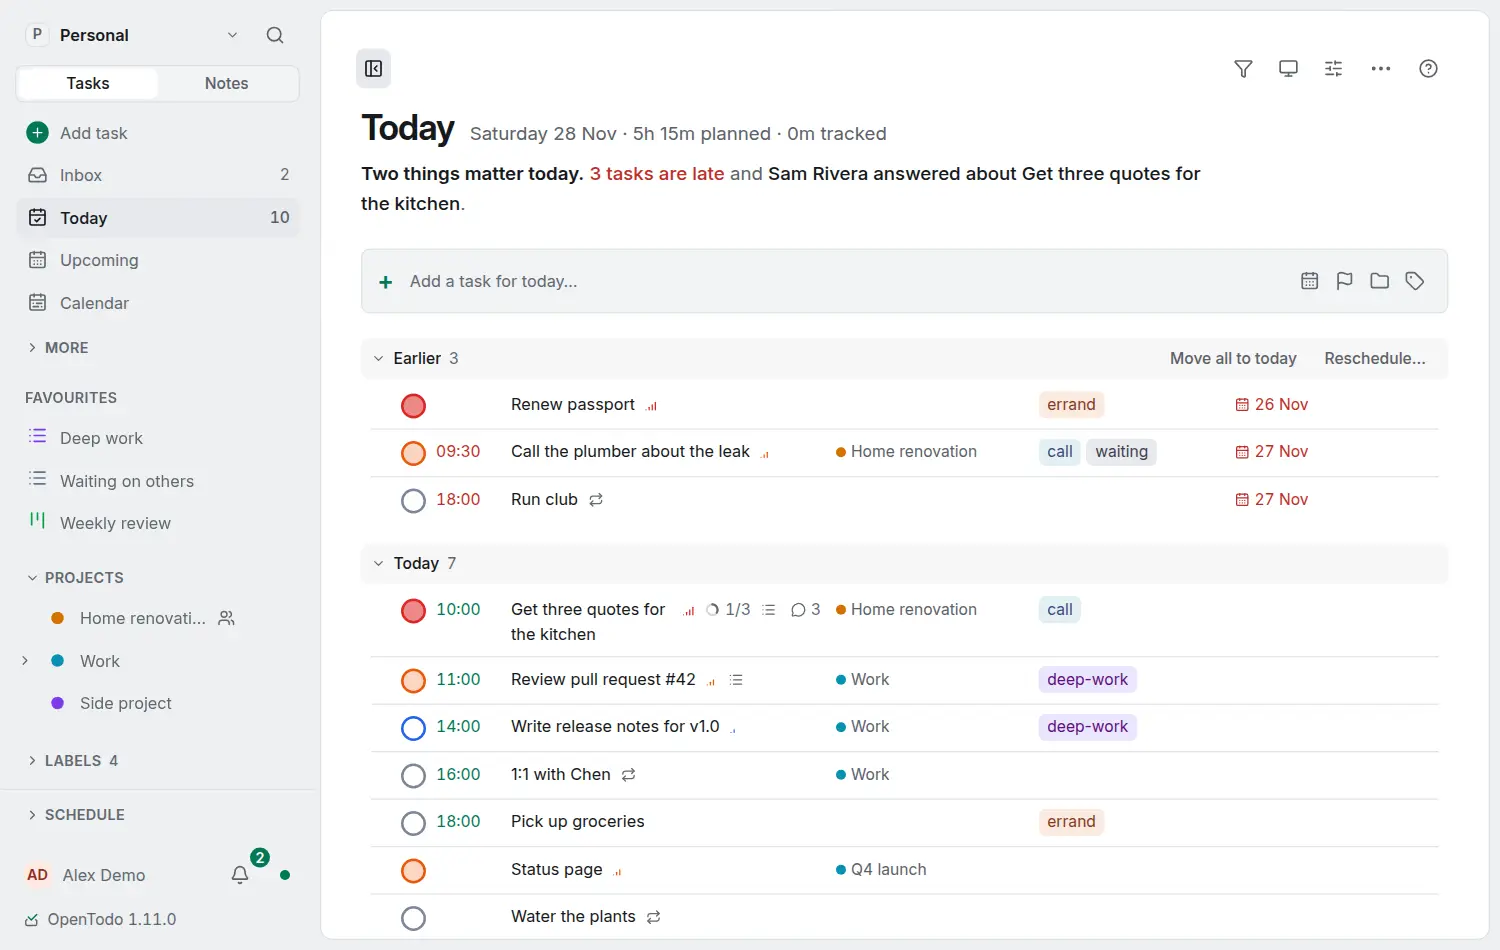 P Personal
Tasks Notes
Add task
Inbox 2
Today 10
Upcoming
Calendar
MORE
FAVOURITES
Deep work
Waiting on others
Weekly review
PROJECTS
Home renovati...
Work
Side project
LABELS 4
SCHEDULE
AD Alex Demo 2
OpenTodo 1.11.0
Today Saturday 28 Nov · 5h 15m planned · 0m tracked
Two things matter today. 3 tasks are late and Sam Rivera answered about Get three quotes for
the kitchen.
Add a task for today...
Earlier 3 Move all to today Reschedule...
Renew passport errand 26 Nov
09:30 Call the plumber about the leak Home renovation call waiting 27 Nov
18:00 Run club 27 Nov
Today 7
10:00 Get three quotes for 1/3 3 Home renovation call
the kitchen
11:00 Review pull request #42 Work deep-work
14:00 Write release notes for v1.0 Work deep-work
16:00 1:1 with Chen Work
18:00 Pick up groceries errand
Status page Q4 launch
Water the plants